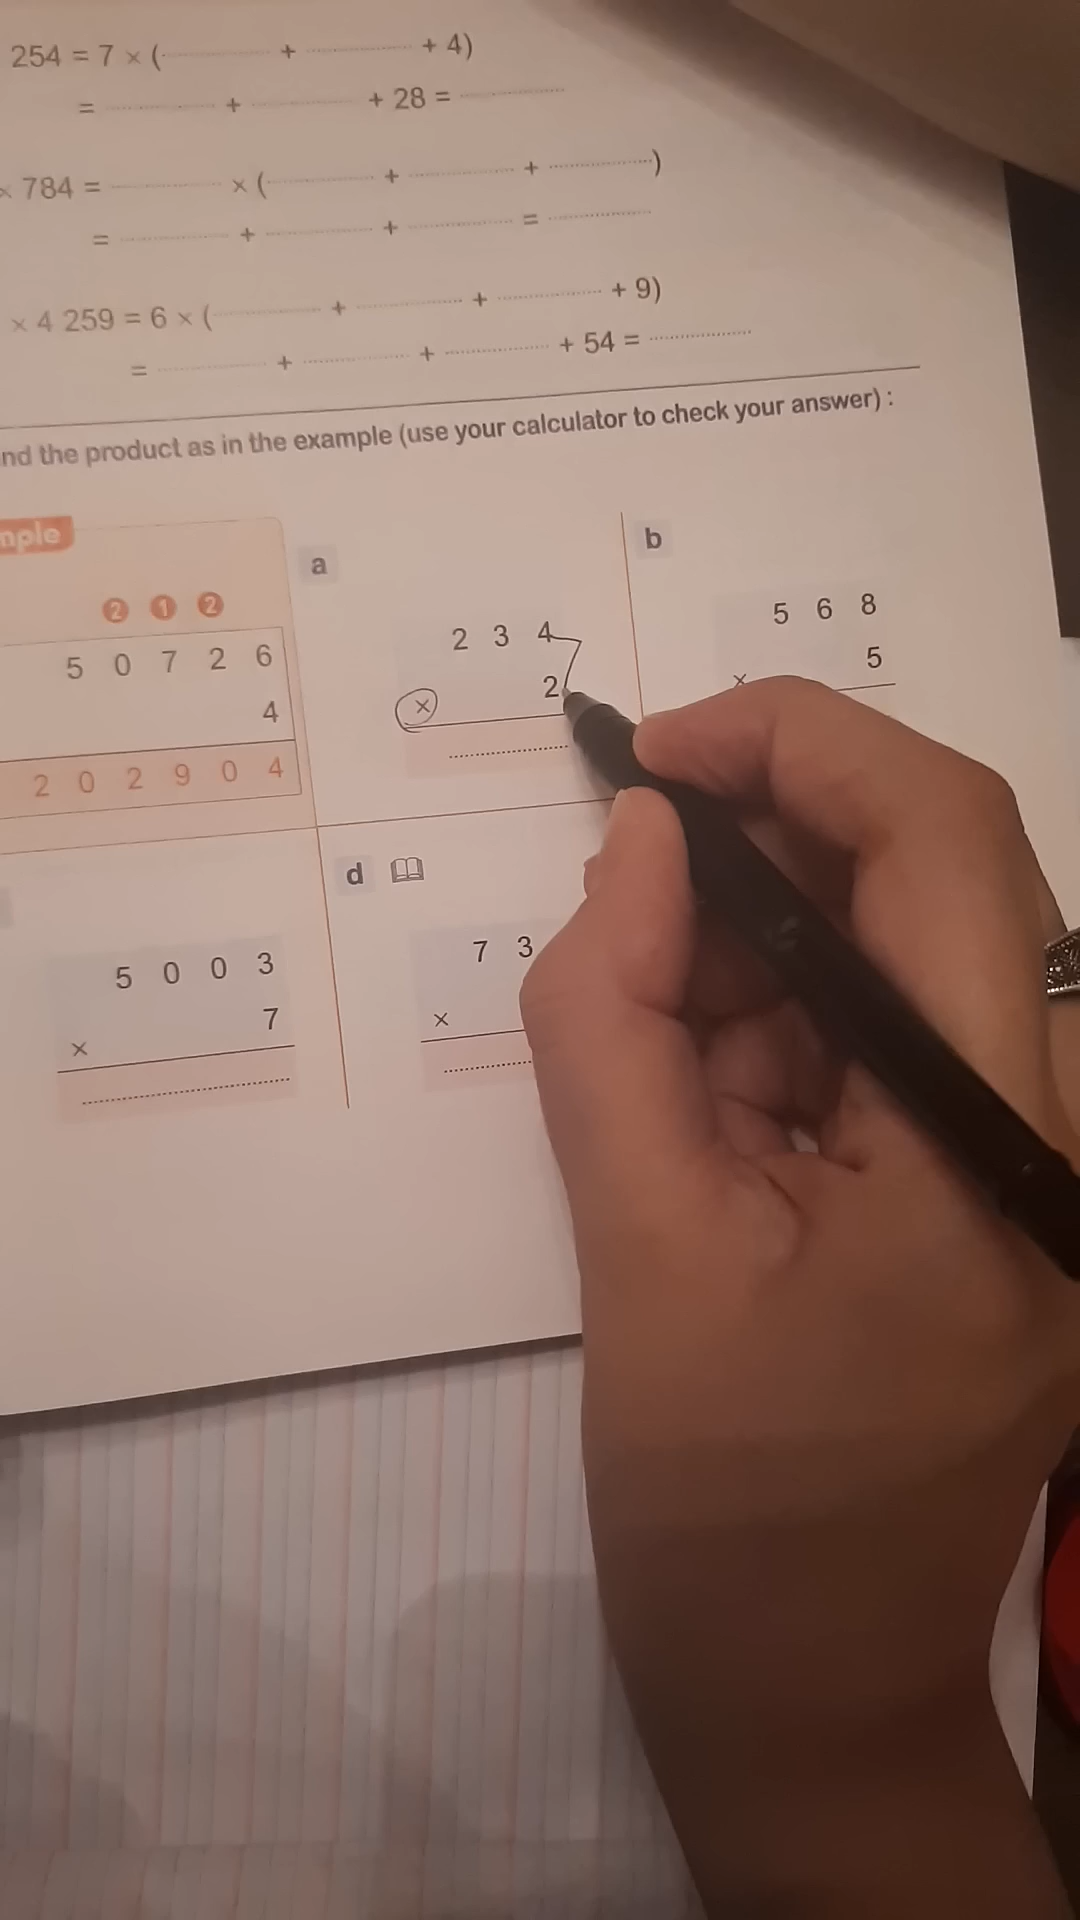 254 = 7 × ( + + 4)
= + + 28 =
× 784 = × ( + + )
= + + =
× 4 259 = 6 × ( + + + 9)
= + + + 54 =
the product as in the example (use your calculator to check your answer) :
a
b
2 1 2
5 0 7 2 6
4
2 0 2 9 0 4
2 3 4
× 2
5 6 8
× 5
d
5 0 0 3
× 7
7 3
×